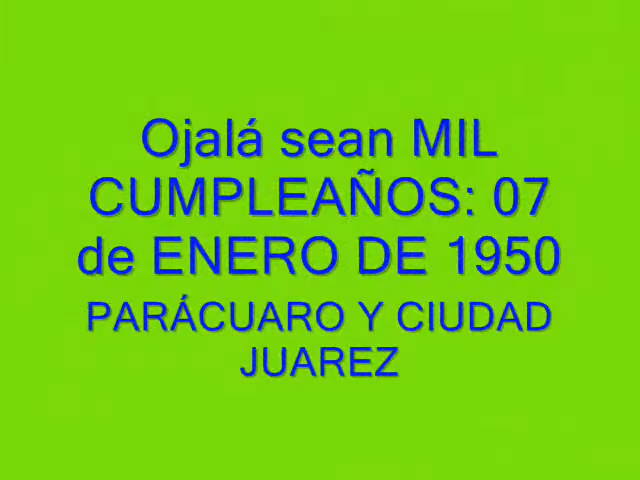 Ojalá sean MIL
CUMPLEAÑOS: 07
de ENERO DE 1950
PARÁCUARO Y CIUDAD
JUAREZ